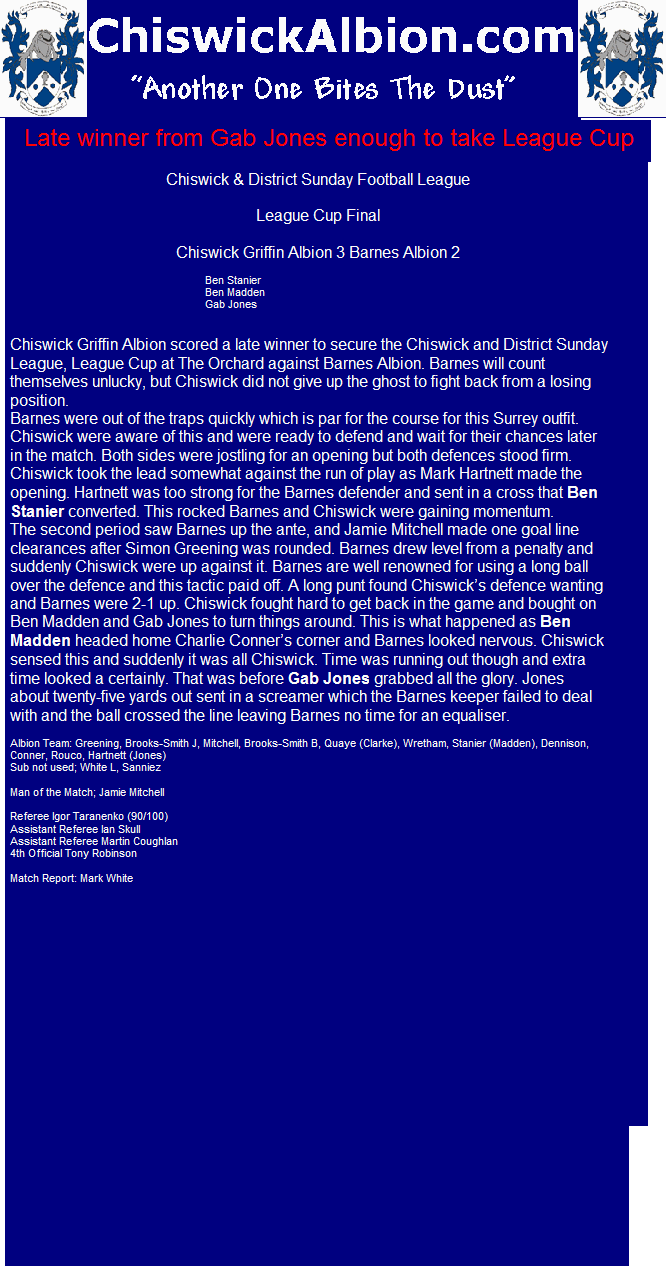 ChiswickAlbion.com
"Another One Bites The Dust"
Late winner from Gab Jones enough to take League Cup
Chiswick & District Sunday Football League
League Cup Final
Chiswick Griffin Albion 3 Barnes Albion 2
Ben Stanier
Ben Madden
Gab Jones
Chiswick Griffin Albion scored a late winner to secure the Chiswick and District Sunday
League, League Cup at The Orchard against Barnes Albion. Barnes will count
themselves unlucky, but Chiswick did not give up the ghost to fight back from a losing
position.
Barnes were out of the traps quickly which is par for the course for this Surrey outfit.
Chiswick were aware of this and were ready to defend and wait for their chances later
in the match. Both sides were jostling for an opening but both defences stood firm.
Chiswick took the lead somewhat against the run of play as Mark Hartnett made the
opening. Hartnett was too strong for the Barnes defender and sent in a cross that Ben
Stanier converted. This rocked Barnes and Chiswick were gaining momentum.
The second period saw Barnes up the ante, and Jamie Mitchell made one goal line
clearances after Simon Greening was rounded. Barnes drew level from a penalty and
suddenly Chiswick were up against it. Barnes are well renowned for using a long ball
over the defence and this tactic paid off. A long punt found Chiswick's defence wanting
and Barnes were 2-1 up. Chiswick fought hard to get back in the game and bought on
Ben Madden and Gab Jones to turn things around. This is what happened as Ben
Madden headed home Charlie Conner's corner and Barnes looked nervous. Chiswick
sensed this and suddenly it was all Chiswick. Time was running out though and extra
time looked a certainly. That was before Gab Jones grabbed all the glory. Jones
about twenty-five yards out sent in a screamer which the Barnes keeper failed to deal
with and the ball crossed the line leaving Barnes no time for an equaliser.
Albion Team: Greening, Brooks-Smith J, Mitchell, Brooks-Smith B, Quaye (Clarke), Wretham, Stanier (Madden), Dennison,
Conner, Rouco, Hartnett (Jones)
Sub not used; White L, Sanniez
Man of the Match; Jamie Mitchell
Referee Igor Taranenko (90/100)
Assistant Referee Ian Skull
Assistant Referee Martin Coughlan
4th Official Tony Robinson
Match Report: Mark White